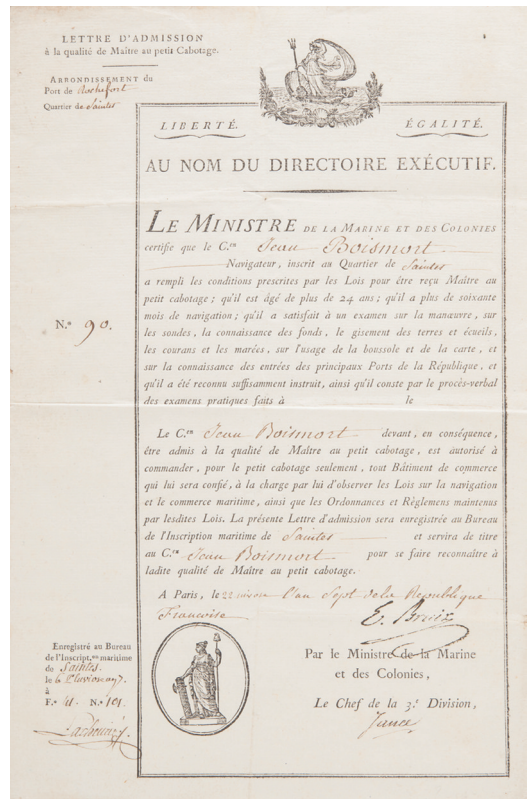 LETTRE D'ADMISSION
à la qualité de Maître au petit Cabotage.
ARRONDISSEMENT du
Port de Rochefort
Quartier de Saintes
LIBERTÉ.
ÉGALITÉ.
AU NOM DU DIRECTOIRE EXÉCUTIF.
LE MINISTRE DE LA MARINE ET DES COLONIES
certifie que le C.en Jean Boismort
Navigateur, inscrit au Quartier de Saintes
a rempli les conditions prescrites par les Lois pour être reçu Maître au
petit cabotage; qu'il est âgé de plus de 24 ans; qu'il a plus de soixante
mois de navigation; qu'il a satisfait à un examen sur la manœuvre, sur
les sondes, la connaissance des fonds, le gisement des terres et écueils,
les courans et les marées, sur l'usage de la boussole et de la carte, et
sur la connaissance des entrées des principaux Ports de la République, et
qu'il a été reconnu suffisamment instruit, ainsi qu'il conste par le procès-verbal
des examens pratiques faits à le
N.° 90.
Le C.en Jean Boismort devant, en conséquence,
être admis à la qualité de Maître au petit cabotage, est autorisé à
commander, pour le petit cabotage seulement, tout Bâtiment de commerce
qui lui sera confié, à la charge par lui d'observer les Lois sur la navigation
et le commerce maritime, ainsi que les Ordonnances et Règlemens maintenus
par lesdites Lois. La présente Lettre d'admission sera enregistrée au Bureau
de l'Inscription maritime de Saintes et servira de titre
au C.en Jean Boismort pour se faire reconnaître à
ladite qualité de Maître au petit cabotage.
A Paris, le 22 nivose l'an Sept de la République
Francoise
E. Bruix
Par le Ministre de la Marine
et des Colonies,
Le Chef de la 3.e Division,
Enregistré au Bureau
de l'Inscript.on maritime
de Saintes
le 6 Pluviose an 7.
à
F.° N.° 101.